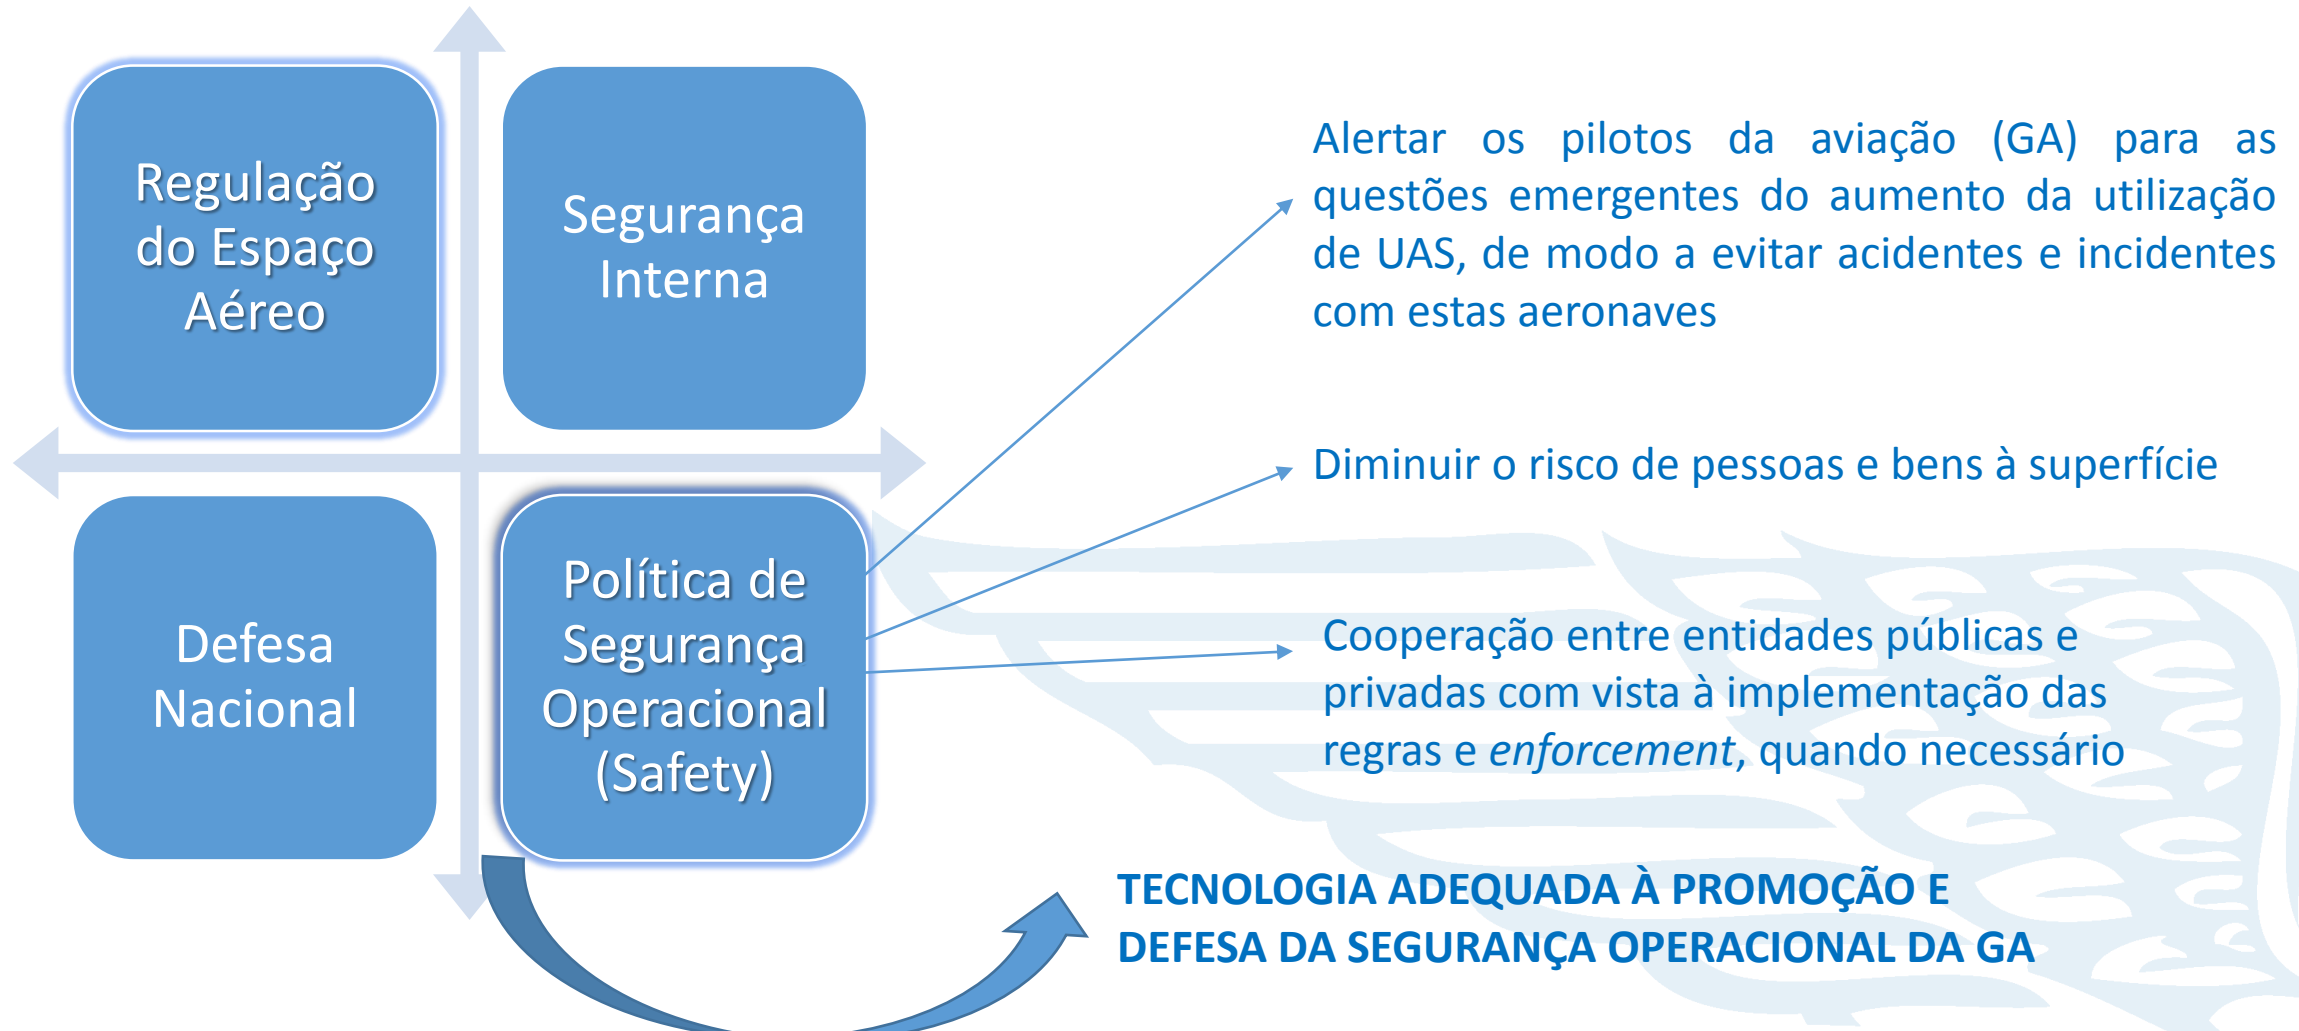 Regulação
do Espaço
Aéreo
Segurança
Interna
Defesa
Nacional
Política de
Segurança
Operacional
(Safety)
Alertar os pilotos da aviação (GA) para as
questões emergentes do aumento da utilização
de UAS, de modo a evitar acidentes e incidentes
com estas aeronaves
Diminuir o risco de pessoas e bens à superfície
Cooperação entre entidades públicas e
privadas com vista à implementação das
regras e enforcement, quando necessário
TECNOLOGIA ADEQUADA À PROMOÇÃO E
DEFESA DA SEGURANÇA OPERACIONAL DA GA